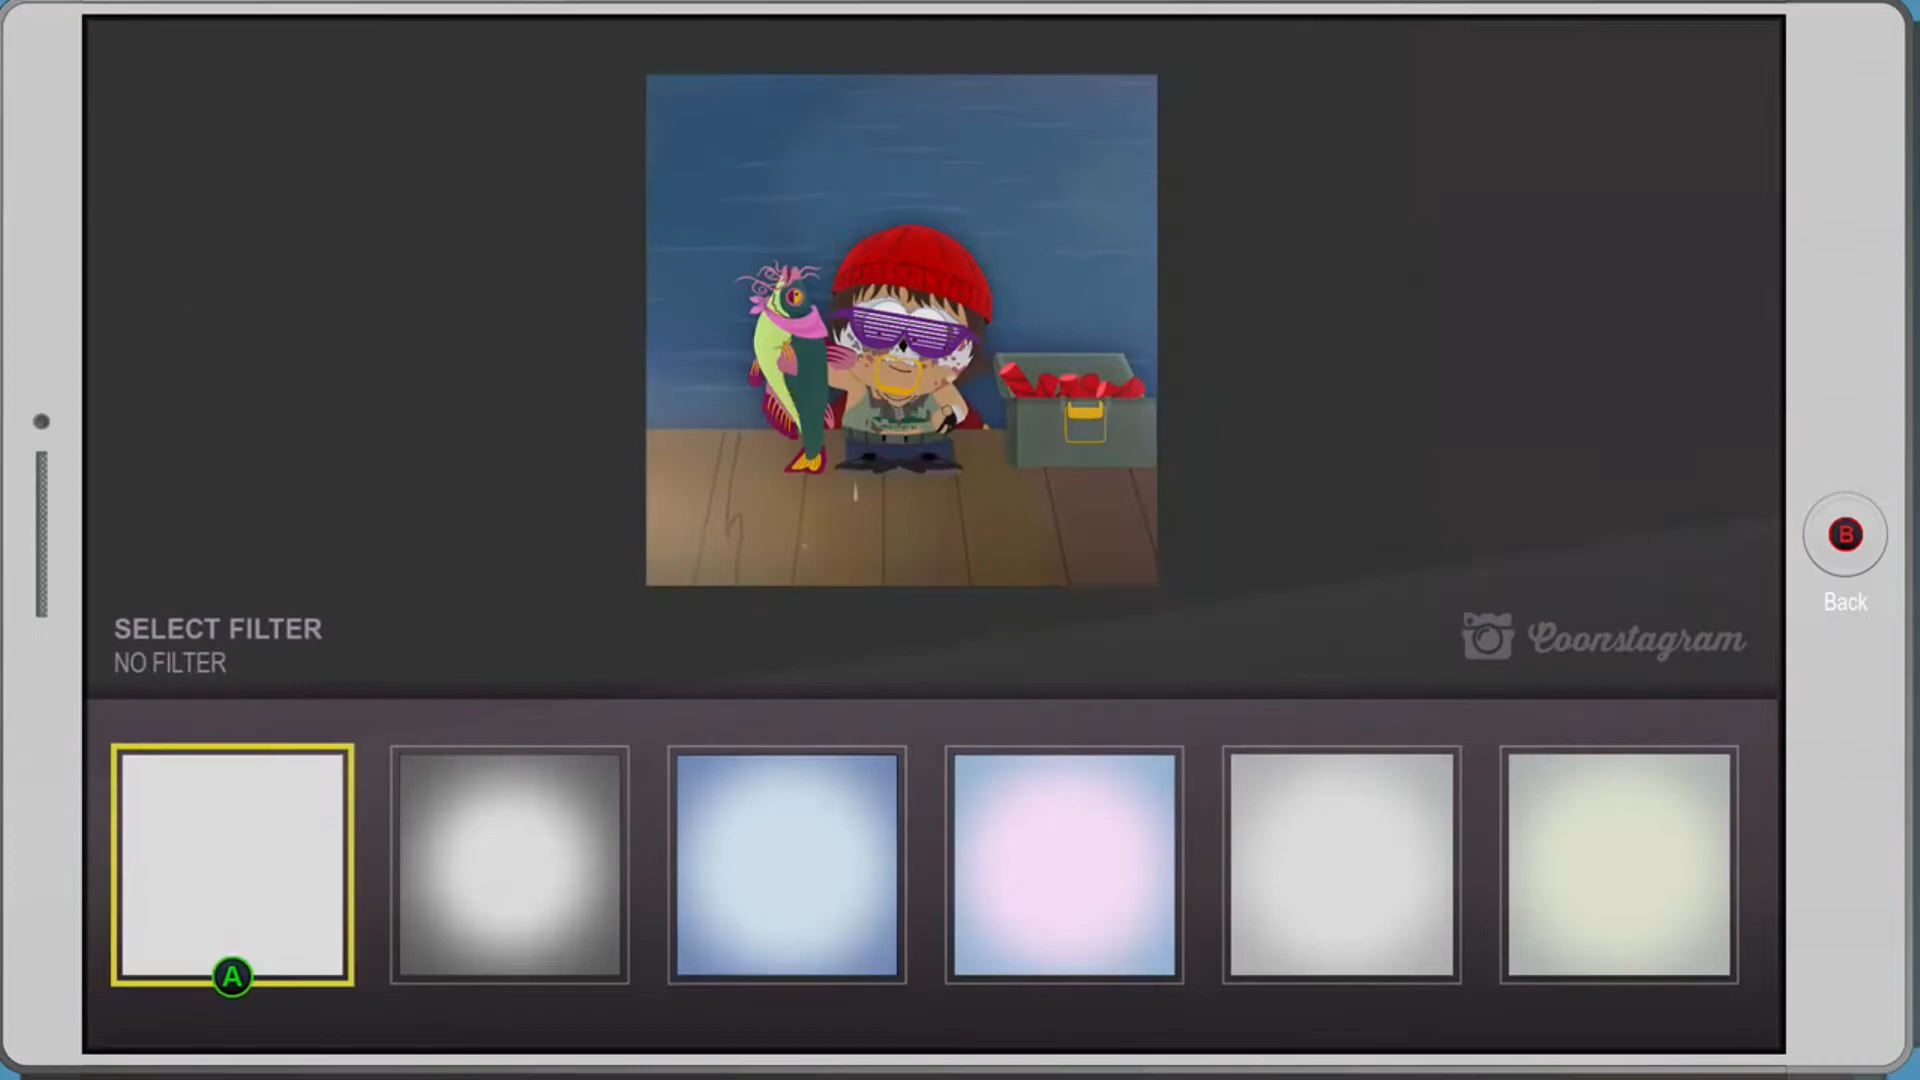 SELECT FILTER
NO FILTER
Coonstagram
B
Back
A